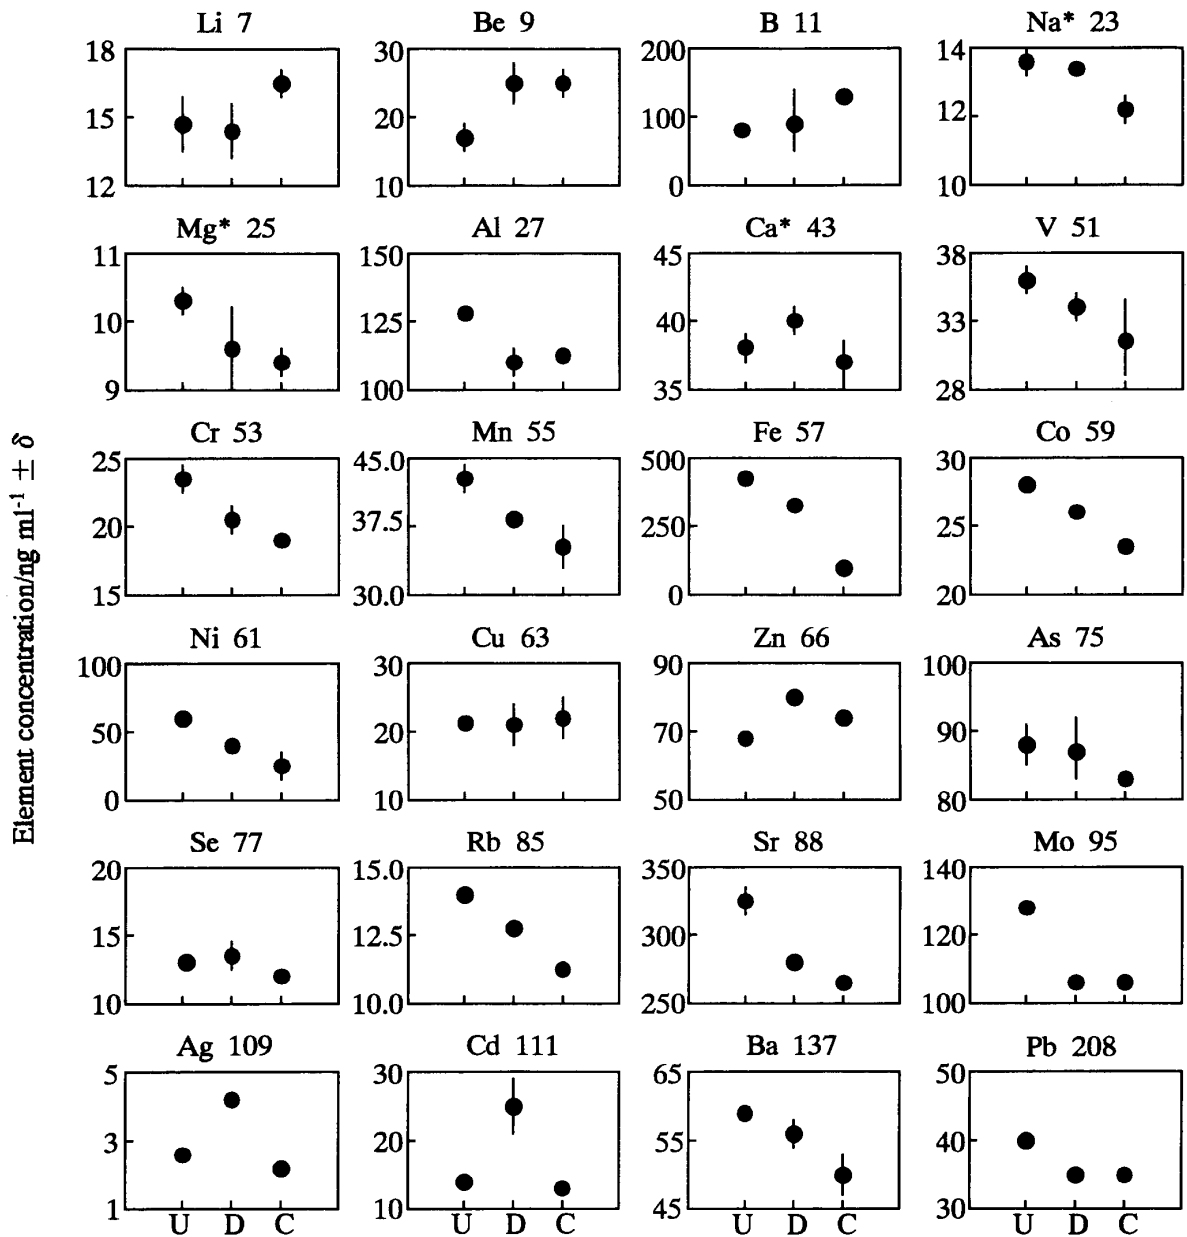 Li 7 Be 9 B 11 Na* 23
18 30 200 14
15 20 100 12
12 10 0 10
Mg* 25 Al 27 Ca* 43 V 51
11 150 45 38
10 125 40 33
9 100 35 28
Cr 53 Mn 55 Fe 57 Co 59
25 45.0 500 30
20 37.5 250 25
15 30.0 0 20
Element concentration/ng ml⁻¹ ± δ
Ni 61 Cu 63 Zn 66 As 75
100 30 90 100
50 20 70 90
0 10 50 80
Se 77 Rb 85 Sr 88 Mo 95
20 15.0 350 140
15 12.5 300 120
10 10.0 250 100
Ag 109 Cd 111 Ba 137 Pb 208
5 30 65 50
3 20 55 40
1 10 45 30
U D C U D C U D C U D C